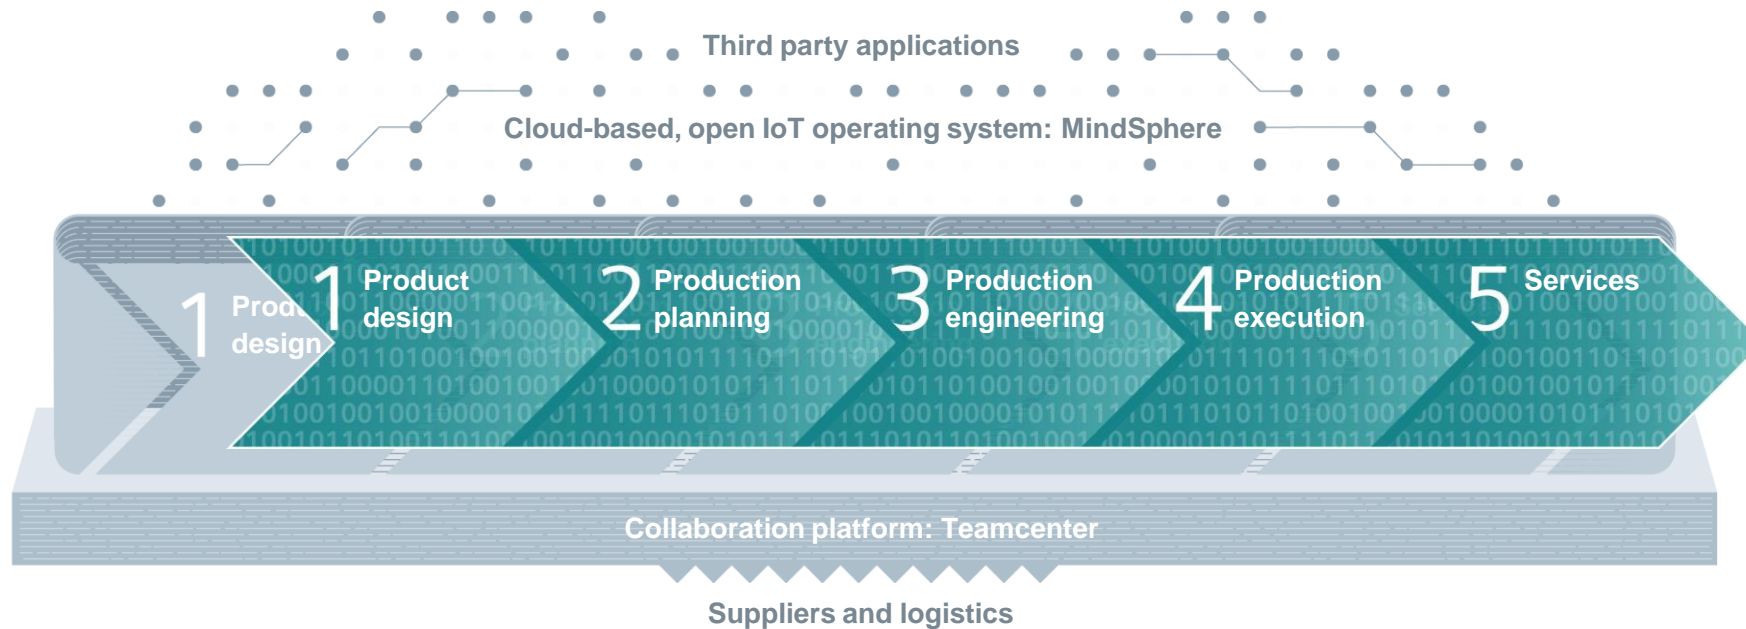 Third party applications
Cloud-based, open IoT operating system: MindSphere
1 Product
design
2 Production
planning
3 Production
engineering
4 Production
execution
5 Services
1
design
Collaboration platform: Teamcenter
Suppliers and logistics